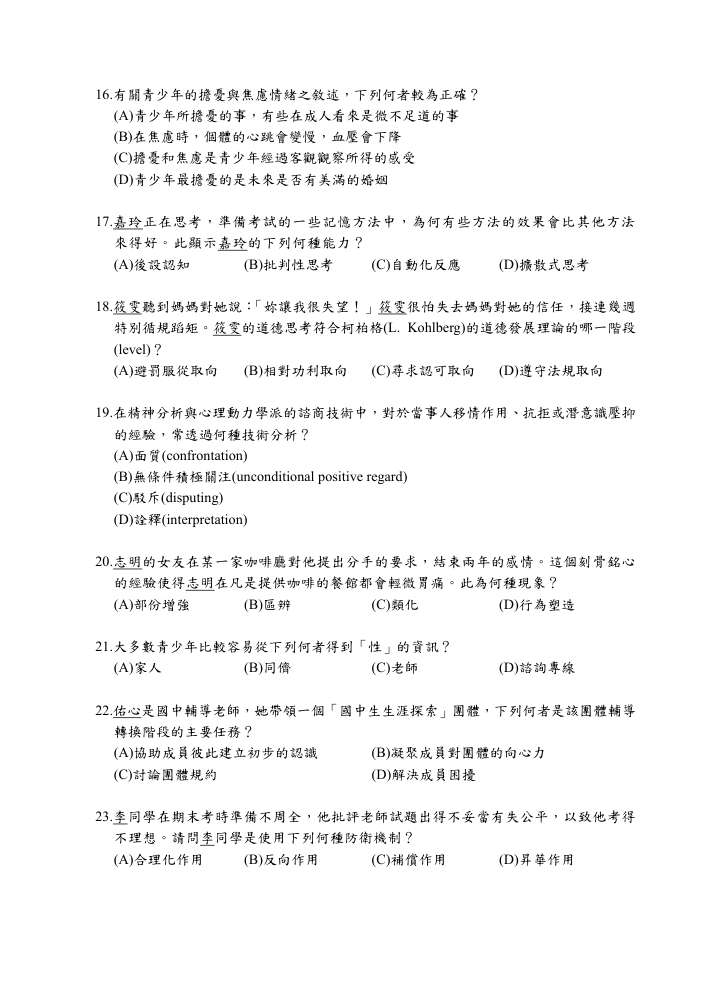 16.有關青少年的擔憂與焦慮情緒之敘述，下列何者較為正確？
(A)青少年所擔憂的事，有些在成人看來是微不足道的事
(B)在焦慮時，個體的心跳會變慢，血壓會下降
(C)擔憂和焦慮是青少年經過客觀觀察所得的感受
(D)青少年最擔憂的是未來是否有美滿的婚姻
17.嘉玲正在思考，準備考試的一些記憶方法中，為何有些方法的效果會比其他方法
來得好。此顯示嘉玲的下列何種能力？
(A)後設認知 (B)批判性思考 (C)自動化反應 (D)擴散式思考
18.筱雯聽到媽媽對她說：「妳讓我很失望！」筱雯很怕失去媽媽對她的信任，接連幾週
特別循規蹈矩。筱雯的道德思考符合柯柏格(L. Kohlberg)的道德發展理論的哪一階段
(level)？
(A)避罰服從取向 (B)相對功利取向 (C)尋求認可取向 (D)遵守法規取向
19.在精神分析與心理動力學派的諮商技術中，對於當事人移情作用、抗拒或潛意識壓抑
的經驗，常透過何種技術分析？
(A)面質(confrontation)
(B)無條件積極關注(unconditional positive regard)
(C)駁斥(disputing)
(D)詮釋(interpretation)
20.志明的女友在某一家咖啡廳對他提出分手的要求，結束兩年的感情。這個刻骨銘心
的經驗使得志明在凡是提供咖啡的餐館都會輕微胃痛。此為何種現象？
(A)部份增強 (B)區辨 (C)類化 (D)行為塑造
21.大多數青少年比較容易從下列何者得到「性」的資訊？
(A)家人 (B)同儕 (C)老師 (D)諮詢專線
22.佑心是國中輔導老師，她帶領一個「國中生生涯探索」團體，下列何者是該團體輔導
轉換階段的主要任務？
(A)協助成員彼此建立初步的認識 (B)凝聚成員對團體的向心力
(C)討論團體規約 (D)解決成員困擾
23.李同學在期末考時準備不周全，他批評老師試題出得不妥當有失公平，以致他考得
不理想。請問李同學是使用下列何種防衛機制？
(A)合理化作用 (B)反向作用 (C)補償作用 (D)昇華作用